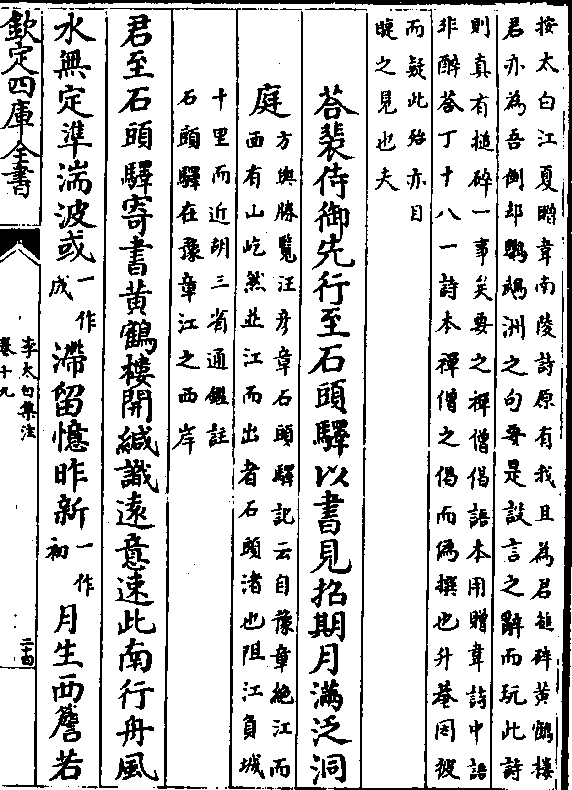 按太白江夏贈韋南陵詩原有我且為君搥碎黃鶴樓
君亦為吾倒却鸚鵡洲之句要是設言之辭而玩此詩
則真有搥碎一事矣要之禪僧偈語本用贈韋詩中語
非醉荅丁十八一詩本禪僧之偈而偽撰也升菴因彼
而疑此殆亦目
睫之見也夫
荅裴侍御先行至石頭驛以書見招期月滿泛洞
庭方輿勝覽汪彥章石頭驛記云自豫章絶江而
西有山屹然並江而出者石頭渚也阻江負城
十里而近胡三省通鑑註
石頭驛在豫章江之西岸
君至石頭驛寄書黃鶴樓開緘識遠意速此南行舟風
水無定準湍波或一作成滯留憶昨新一作初月生西簷若
欽定四庫全書
李太白集注
卷十九
二十四